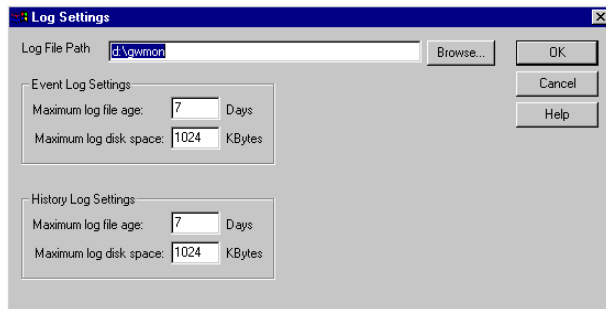 Log Settings
Log File Path d:\gwmon Browse... OK
Cancel
Help
Event Log Settings
Maximum log file age: 7 Days
Maximum log disk space: 1024 KBytes
History Log Settings
Maximum log file age: 7 Days
Maximum log disk space: 1024 KBytes